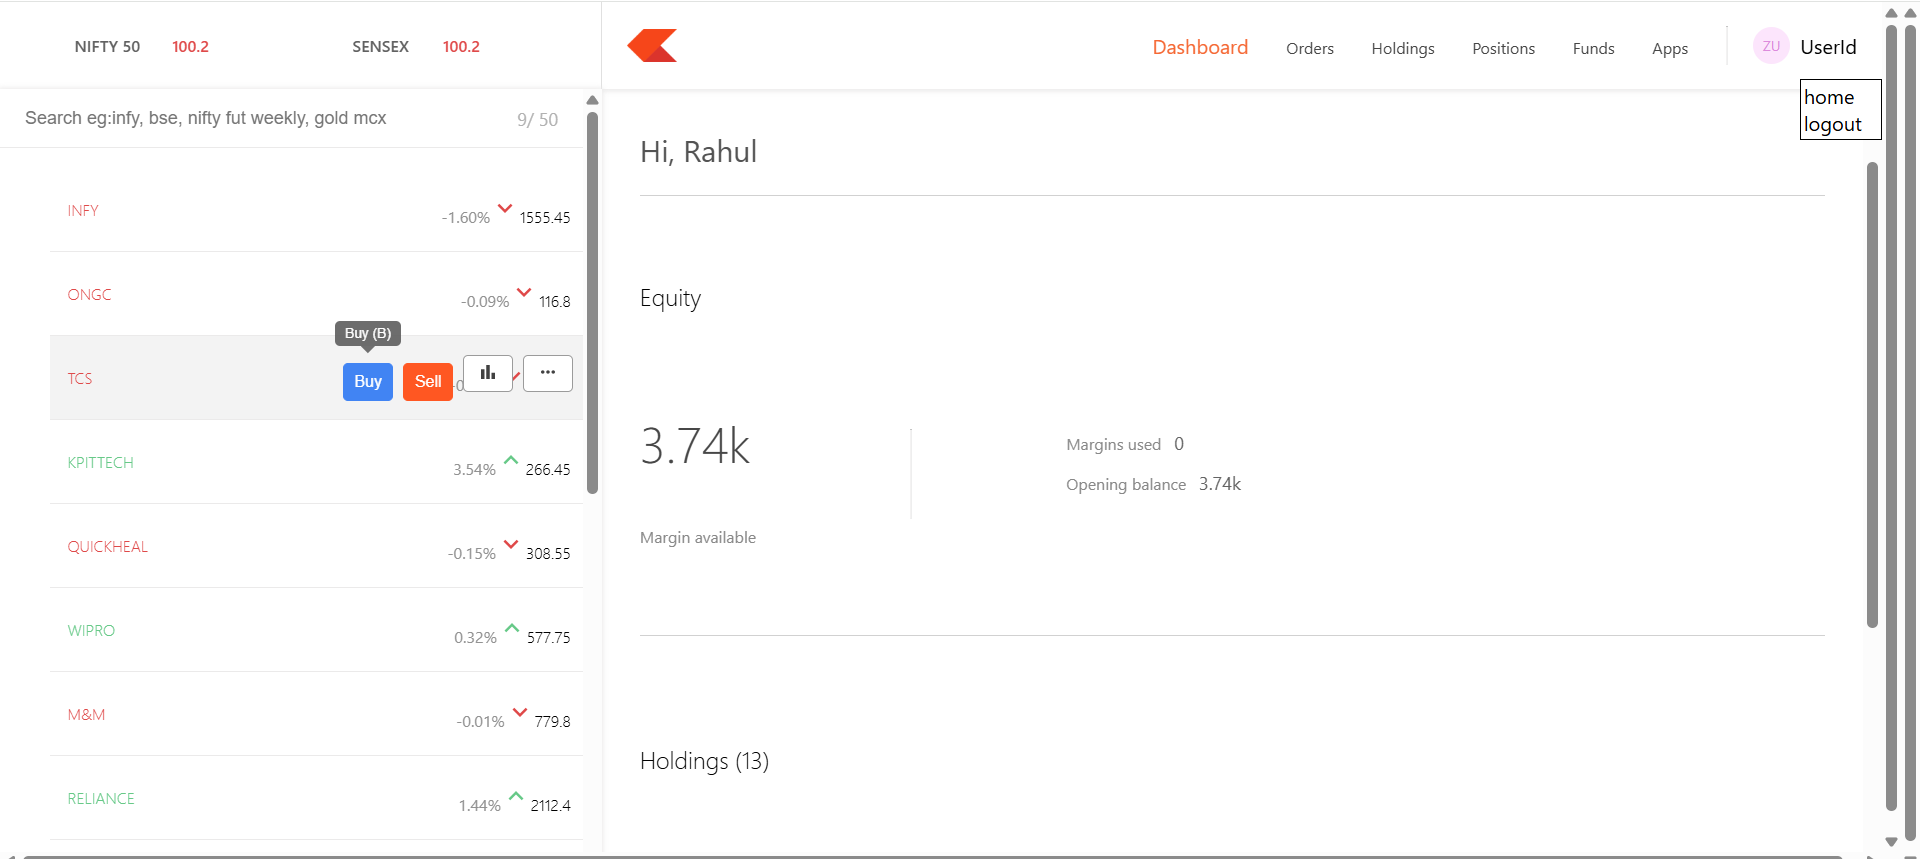 NIFTY 50 100.2 SENSEX 100.2
Dashboard Orders Holdings Positions Funds Apps ZU UserId
home
logout
Search eg:infy, bse, nifty fut weekly, gold mcx 9/ 50
INFY -1.60% 1555.45
ONGC -0.09% 116.8
Buy (B)
TCS Buy Sell -0
KPITTECH 3.54% 266.45
QUICKHEAL -0.15% 308.55
WIPRO 0.32% 577.75
M&M -0.01% 779.8
RELIANCE 1.44% 2112.4
Hi, Rahul
Equity
3.74k
Margin available
Margins used 0
Opening balance 3.74k
Holdings (13)